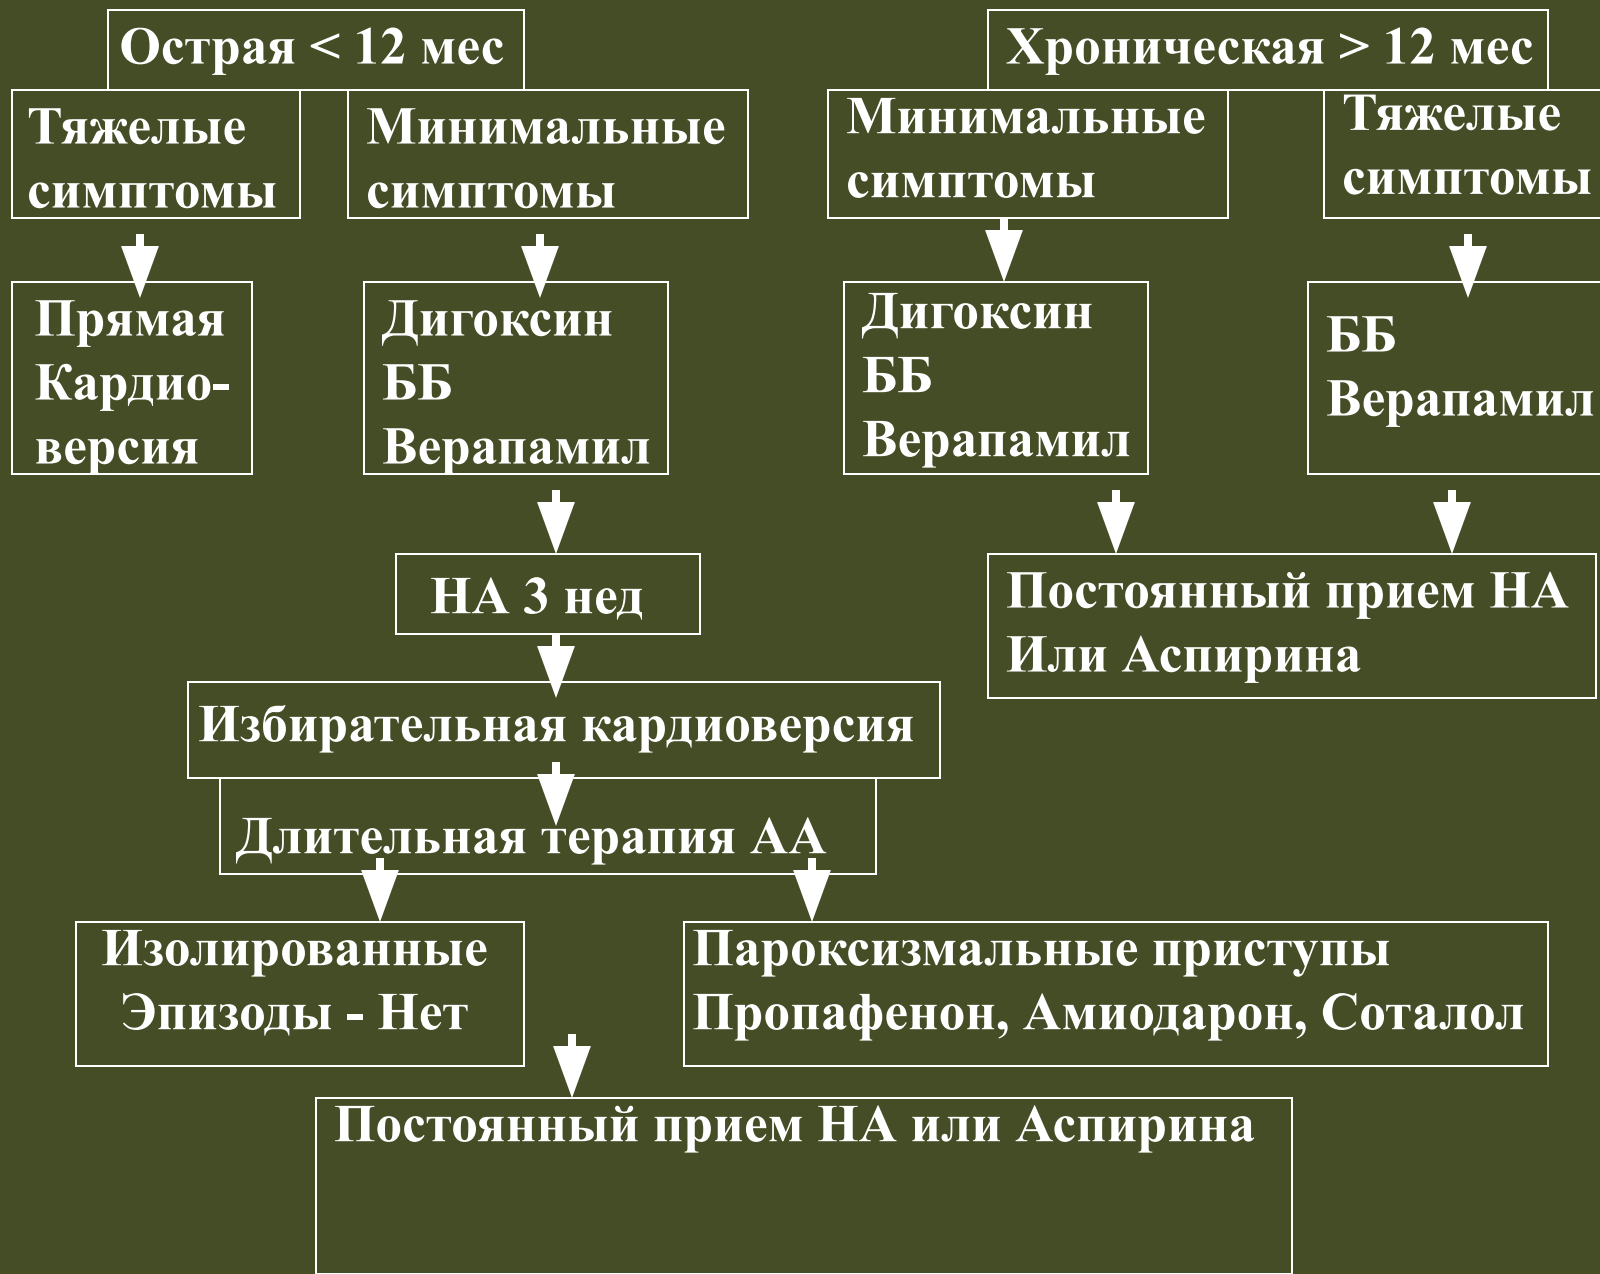 Острая < 12 мес
Хроническая > 12 мес
Тяжелые
симптомы
Минимальные
симптомы
Минимальные
симптомы
Тяжелые
симптомы
Прямая
Кардио-
версия
Дигоксин
ББ
Верапамил
Дигоксин
ББ
Верапамил
ББ
Верапамил
НА 3 нед
Постоянный прием НА
Или Аспирина
Избирательная кардиоверсия
Длительная терапия АА
Изолированные
Эпизоды - Нет
Пароксизмальные приступы
Пропафенон, Амиодарон, Соталол
Постоянный прием НА или Аспирина